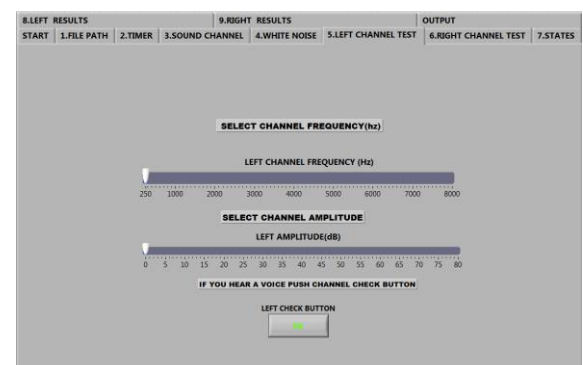 8.LEFT RESULTS 9.RIGHT RESULTS OUTPUT
START 1.FILE PATH 2.TIMER 3.SOUND CHANNEL 4.WHITE NOISE 5.LEFT CHANNEL TEST 6.RIGHT CHANNEL TEST 7.STATES
SELECT CHANNEL FREQUENCY(hz)
LEFT CHANNEL FREQUENCY (Hz)
250 1000 2000 3000 4000 5000 6000 7000 8000
SELECT CHANNEL AMPLITUDE
LEFT AMPLITUDE(dB)
0 5 10 15 20 25 30 35 40 45 50 55 60 65 70 75 80
IF YOU HEAR A VOICE PUSH CHANNEL CHECK BUTTON
LEFT CHECK BUTTON